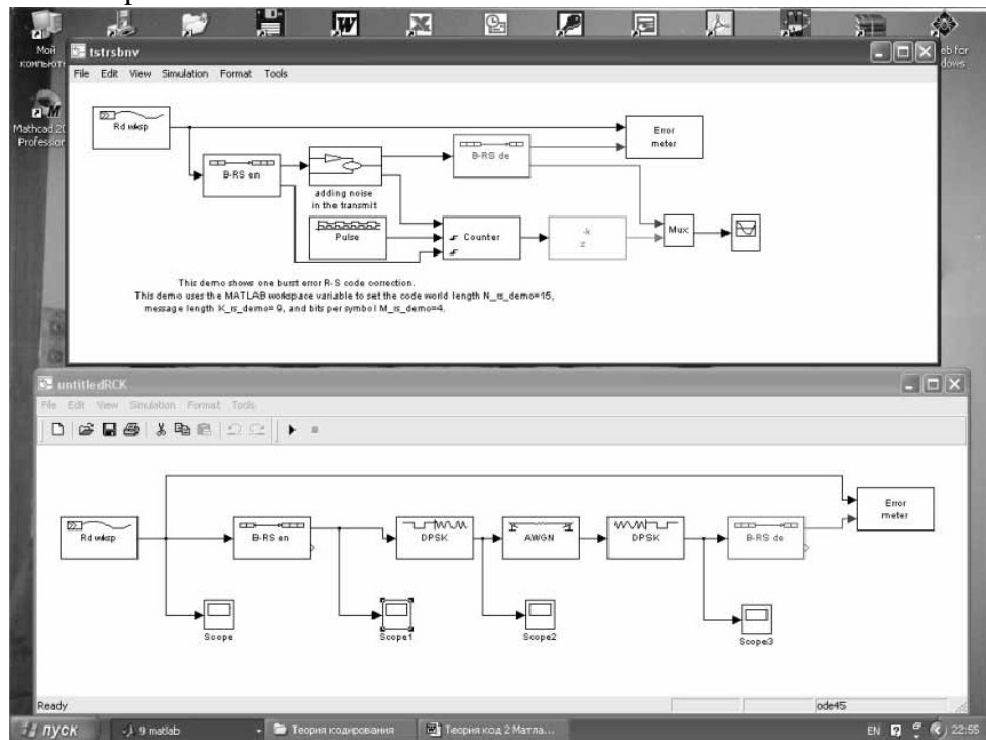 Мой
tstrsbnv
eb for
dows
File Edit View Simulation Format Tools
Mathcad 20
Professior
Rd wksp
Error
meter
B-RS en
B-RS de
adding noise
in the transmit
Pulse
Counter
-k
z
Mux
This demo shows one burst error R-S code correction.
This demo uses the MATLAB workspace variable to set the code world length N_rs_demo=15,
message length K_rs_demo= 9, and bits per symbol M_rs_demo=4.
untitledRCK
File Edit View Simulation Format Tools
Rd wksp
B-RS en
DPSK
AWGN
DPSK
B-RS de
Error
meter
Scope
Scope1
Scope2
Scope3
Ready
ode45
пуск
9 matlab
Теория кодирования
Теория код 2 Матла...
EN
22:55